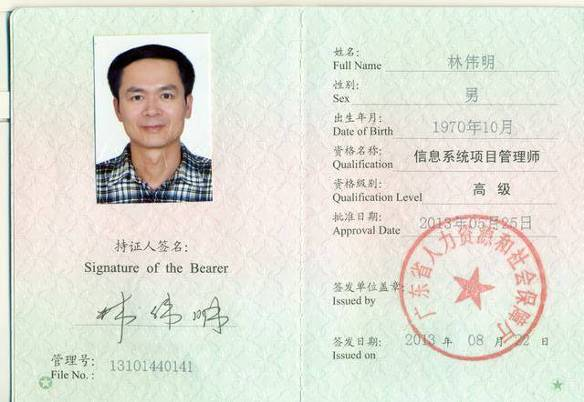 持证人签名:
Signature of the Bearer
林伟明
管理号:
File No.: 13101440141
姓名:
Full Name 林伟明
性别:
Sex 男
出生年月:
Date of Birth 1970年10月
资格名称:
Qualification 信息系统项目管理师
资格级别:
Qualification Level 高 级
批准日期:
Approval Date 2013年05月25日
签发单位盖章:
Issued by
广东省人力资源和社会保障厅
签发日期:
Issued on 2013 年 08 月 22 日